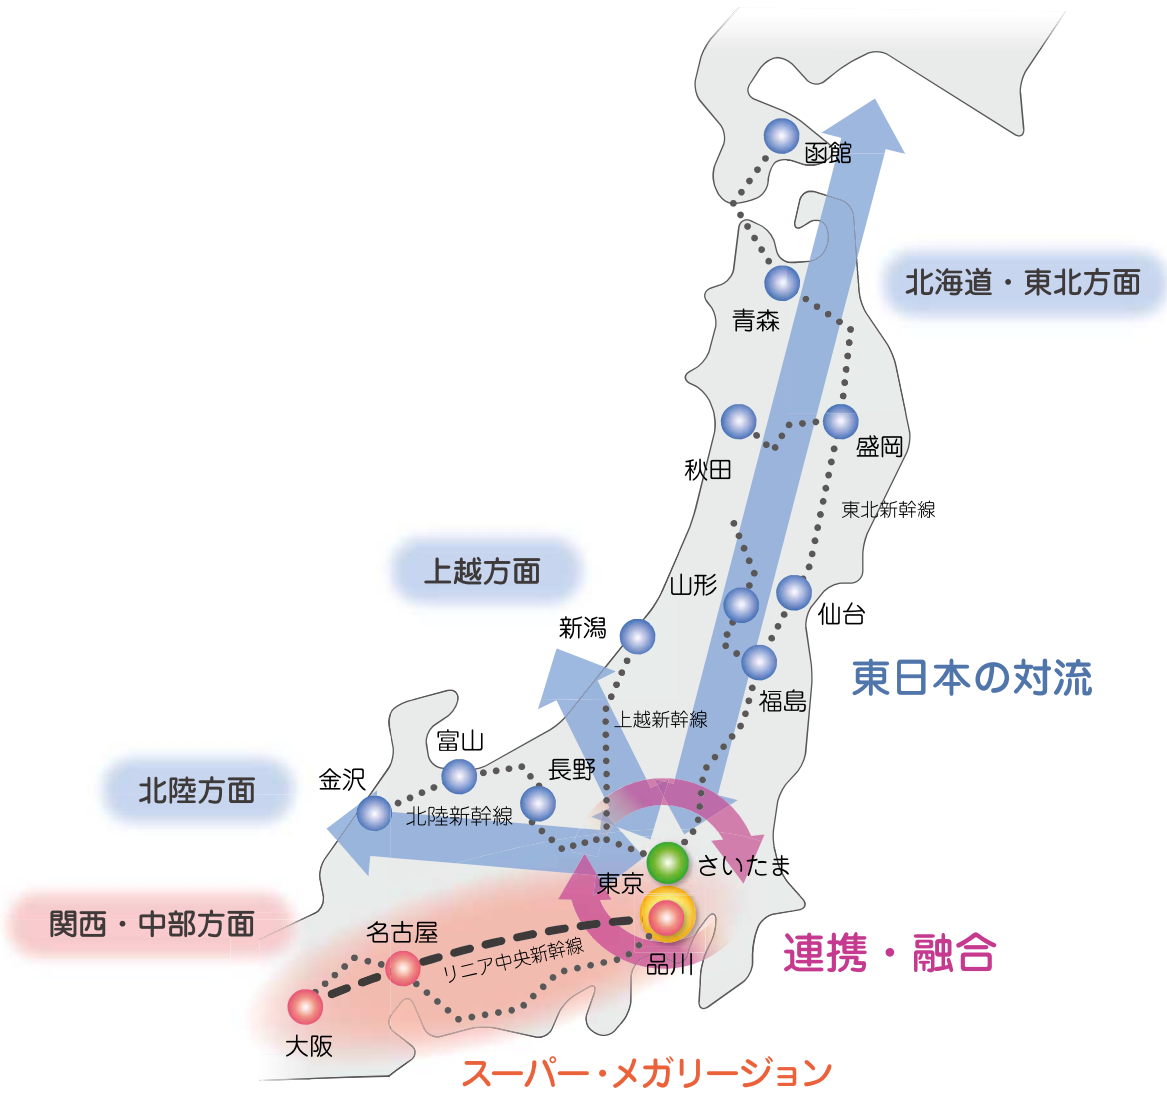 函館
北海道・東北方面
青森
盛岡
秋田
東北新幹線
上越方面
山形
仙台
新潟
東日本の対流
福島
上越新幹線
富山
長野
金沢
北陸方面
北陸新幹線
さいたま
東京
関西・中部方面
名古屋
リニア中央新幹線
品川
連携・融合
大阪
スーパー・メガリージョン